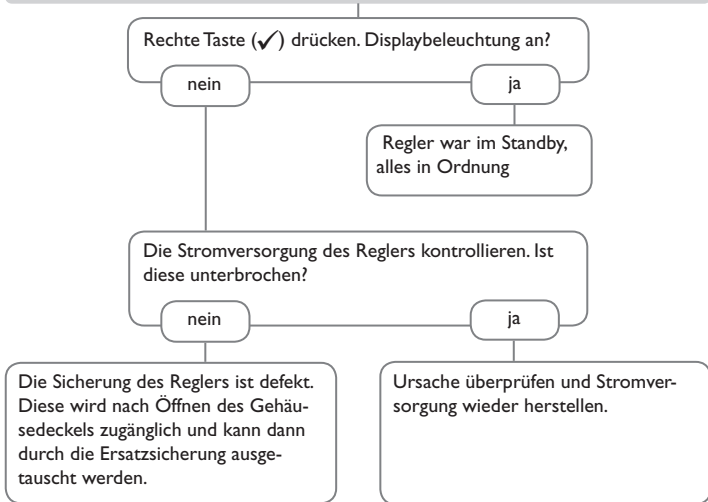 Rechte Taste (✓) drücken. Displaybeleuchtung an?
nein
ja
Regler war im Standby,
alles in Ordnung
Die Stromversorgung des Reglers kontrollieren. Ist
diese unterbrochen?
nein
ja
Die Sicherung des Reglers ist defekt.
Diese wird nach Öffnen des Gehäu-
sedeckels zugänglich und kann dann
durch die Ersatzsicherung ausge-
tauscht werden.
Ursache überprüfen und Stromver-
sorgung wieder herstellen.